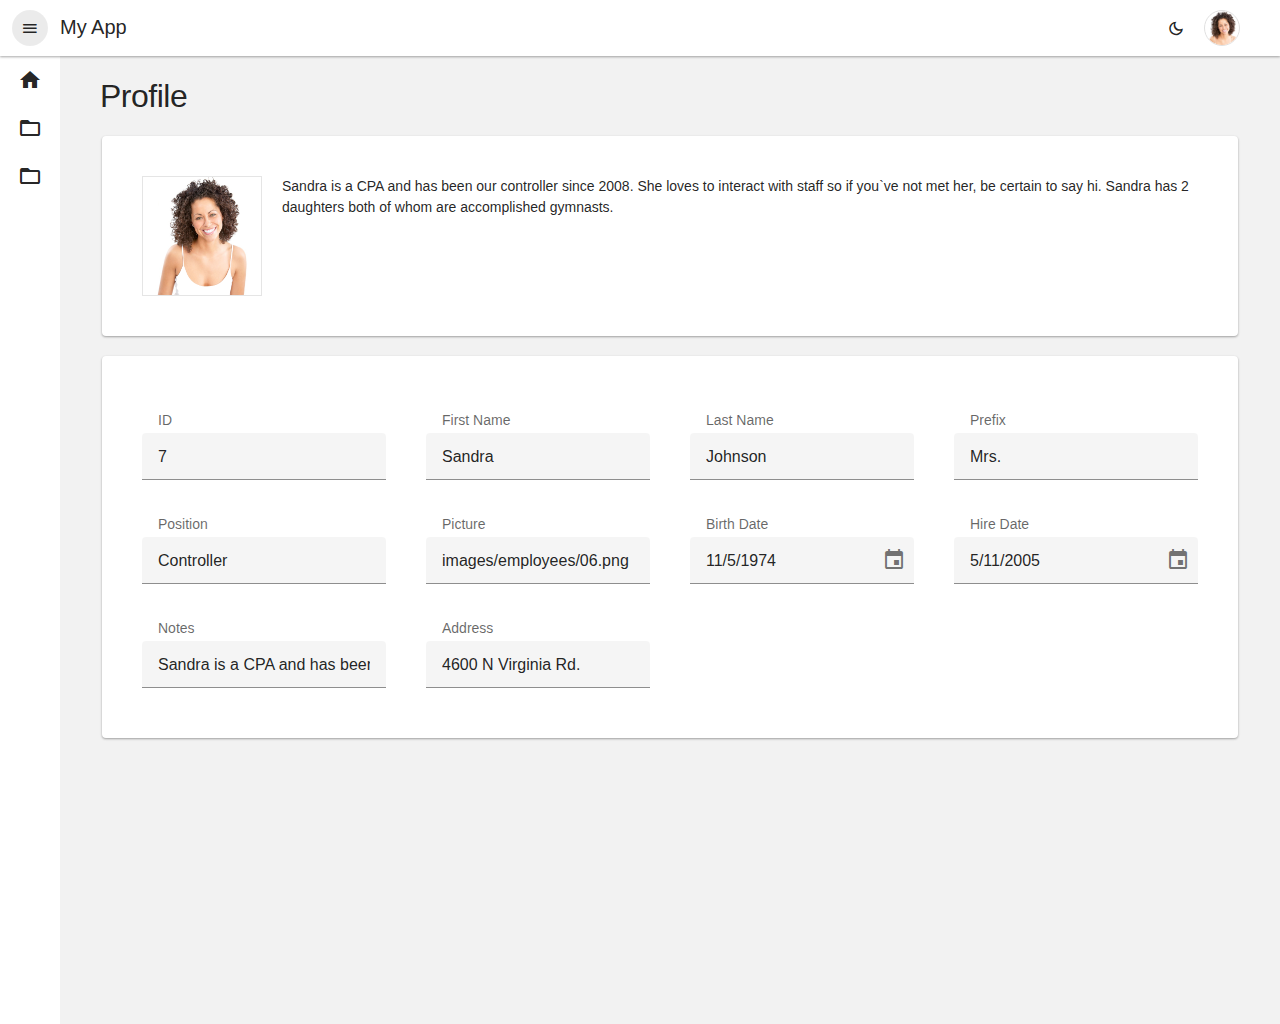 My App
Profile
Sandra is a CPA and has been our controller since 2008. She loves to interact with staff so if you`ve not met her, be certain to say hi. Sandra has 2
daughters both of whom are accomplished gymnasts.
ID
First Name
Last Name
Prefix
7
Sandra
Johnson
Mrs.
Position
Picture
Birth Date
Hire Date
Controller
images/employees/06.png
11/5/1974
5/11/2005
Notes
Address
Sandra is a CPA and has been
4600 N Virginia Rd.